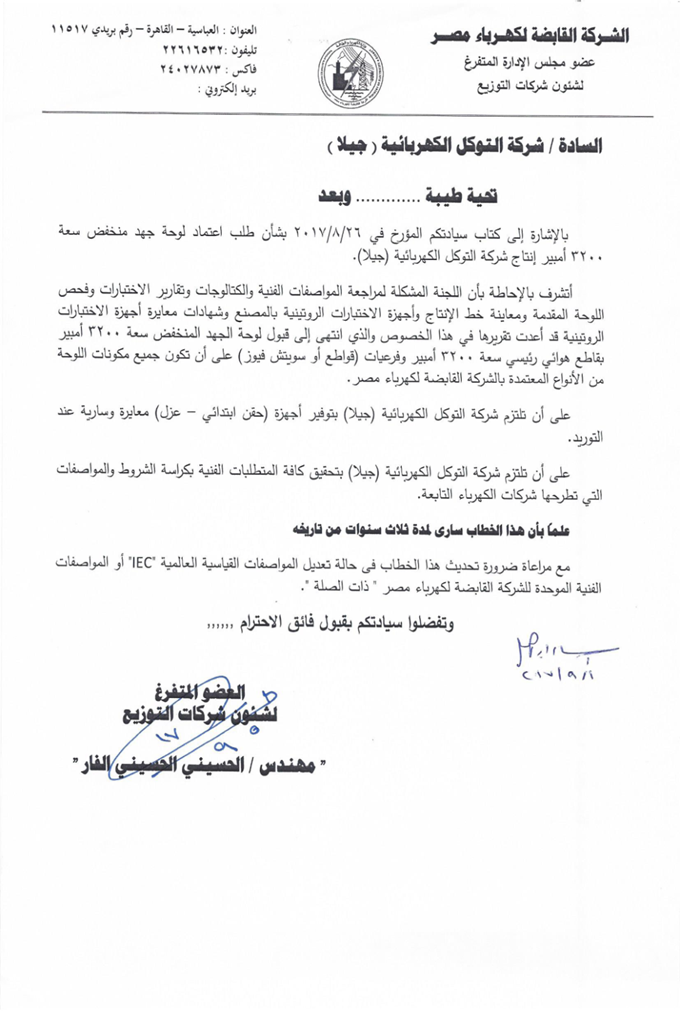 الشركة القابضة لكهرباء مصر
عضو مجلس الإدارة المتفرغ
لشئون شركات التوزيع
العنوان : العباسية – القاهرة – رقم بريدي ١١٥١٧
تليفون: ٢٢٦١٦٥٣٢
فاكس : ٢٤٠٢٧٨٧٣
بريد إلكتروني :
السادة / شركة التوكل الكهربائية ( جيلا )
تحية طيبة ............. وبعد
بالإشارة إلى كتاب سيادتكم المؤرخ في ٢٠١٧/٨/٢٦ بشأن طلب اعتماد لوحة جهد منخفض سعة
٣٢٠٠ أمبير إنتاج شركة التوكل الكهربائية (جيلا).
أتشرف بالإحاطة بأن اللجنة المشكلة لمراجعة المواصفات الفنية والكتالوجات وتقارير الاختبارات وفحص
اللوحة المقدمة ومعاينة خط الإنتاج وأجهزة الاختبارات الروتينية بالمصنع وشهادات معايرة أجهزة الاختبارات
الروتينية قد أعدت تقريرها في هذا الخصوص والذي انتهى إلى قبول لوحة الجهد المنخفض سعة ٣٢٠٠ أمبير
بقاطع هوائي رئيسي سعة ٣٢٠٠ أمبير وفرعيات (قواطع أو سويتش فيوز) على أن تكون جميع مكونات اللوحة
من الأنواع المعتمدة بالشركة القابضة لكهرباء مصر.
على أن تلتزم شركة التوكل الكهربائية (جيلا) بتوفير أجهزة (حقن ابتدائي – عزل) معايرة وسارية عند
التوريد.
على أن تلتزم شركة التوكل الكهربائية (جيلا) بتحقيق كافة المتطلبات الفنية بكراسة الشروط والمواصفات
التي تطرحها شركات الكهرباء التابعة.
علماً بأن هذا الخطاب سارى لمدة ثلاث سنوات من تاريخه
مع مراعاة ضرورة تحديث هذا الخطاب فى حالة تعديل المواصفات القياسية العالمية "IEC" أو المواصفات
الفنية الموحدة للشركة القابضة لكهرباء مصر " ذات الصلة ".
وتفضلوا سيادتكم بقبول فائق الاحترام ,,,,,,
العضو المتفرغ
لشئون شركات التوزيع
" مهندس / الحسيني الحسيني الفار "